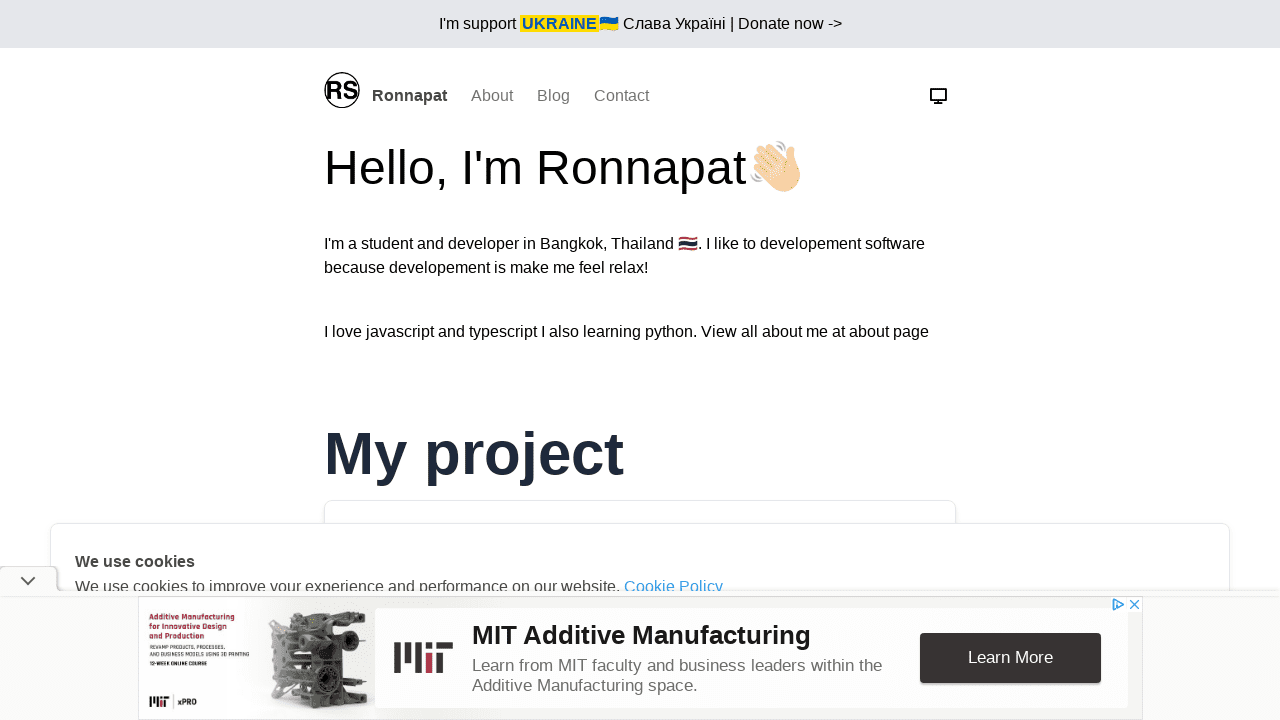 I'm support UKRAINE🇺🇦 Слава Україні | Donate now ->
RS Ronnapat About Blog Contact
Hello, I'm Ronnapat👋🏻
I'm a student and developer in Bangkok, Thailand 🇹🇭. I like to developement software
because developement is make me feel relax!
I love javascript and typescript I also learning python. View all about me at about page
My project
We use cookies
We use cookies to improve your experience and performance on our website. Cookie Policy
Additive Manufacturing
for Innovative Design
and Production
REVAMP PRODUCTS, PROCESSES,
AND BUSINESS MODELS USING 3D PRINTING
12-WEEK ONLINE COURSE
MIT xPRO
MIT
MIT Additive Manufacturing
Learn from MIT faculty and business leaders within the
Additive Manufacturing space.
Learn More